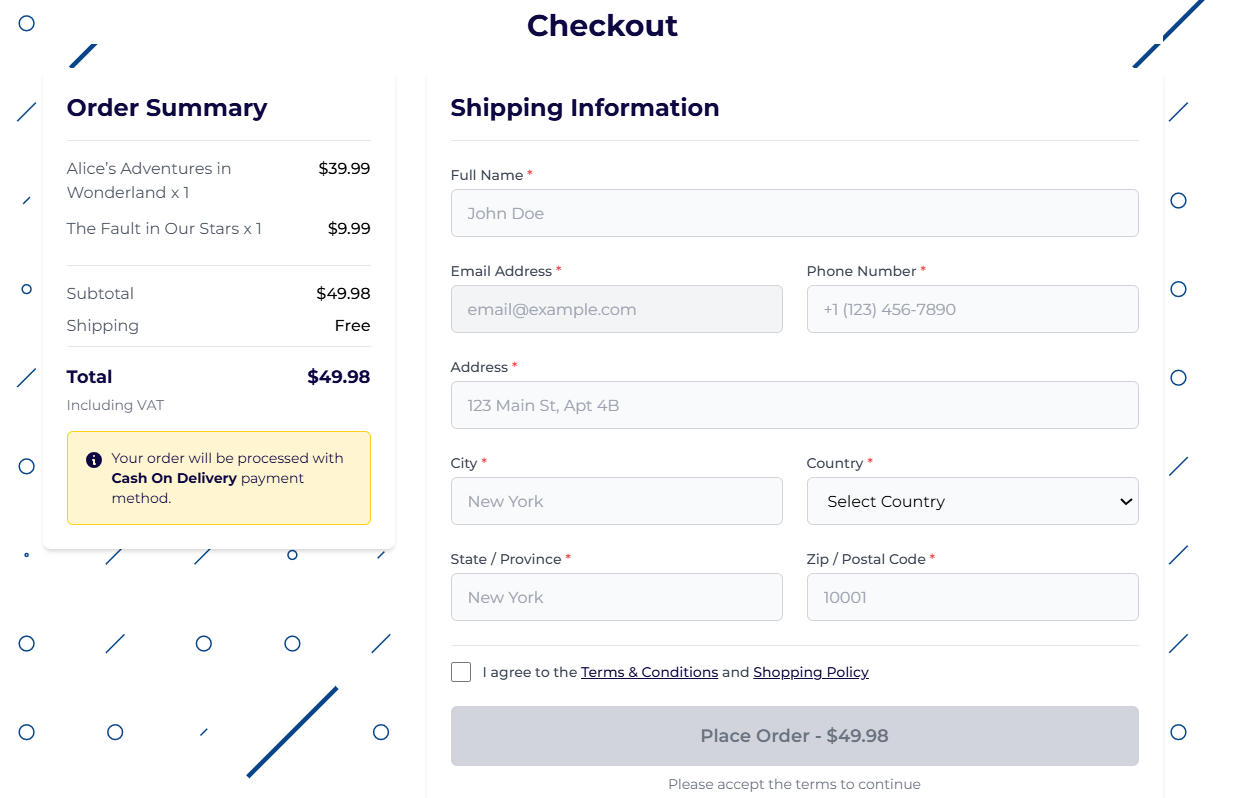 Checkout
Order Summary
Alice’s Adventures in
Wonderland x 1
$39.99
The Fault in Our Stars x 1
$9.99
Subtotal
$49.98
Shipping
Free
Total
$49.98
Including VAT
Your order will be processed with
Cash On Delivery payment
method.
Shipping Information
Full Name *
John Doe
Email Address *
email@example.com
Phone Number *
+1 (123) 456-7890
Address *
123 Main St, Apt 4B
City *
New York
Country *
Select Country
State / Province *
New York
Zip / Postal Code *
10001
I agree to the Terms & Conditions and Shopping Policy
Place Order - $49.98
Please accept the terms to continue